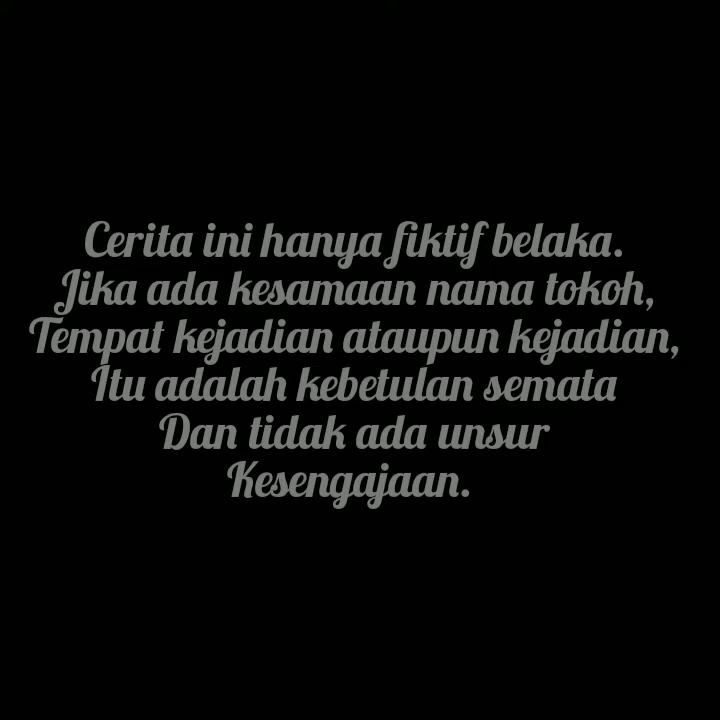 Cerita ini hanya fiktif belaka.
Jika ada kesamaan nama tokoh,
Tempat kejadian ataupun kejadian,
Itu adalah kebetulan semata
Dan tidak ada unsur
Kesengajaan.